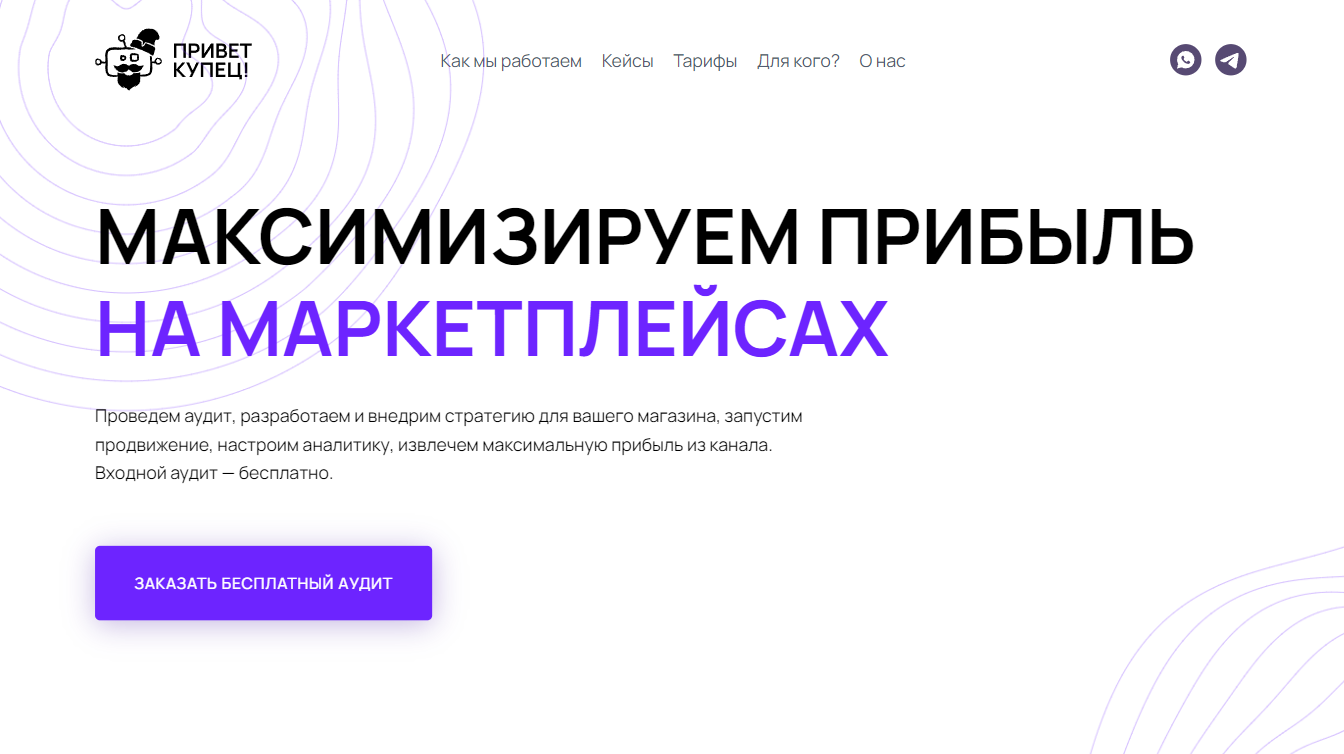 ПРИВЕТ
КУПЕЦ!
Как мы работаем Кейсы Тарифы Для кого? О нас
МАКСИМИЗИРУЕМ ПРИБЫЛЬ
НА МАРКЕТПЛЕЙСАХ
Проведем аудит, разработаем и внедрим стратегию для вашего магазина, запустим
продвижение, настроим аналитику, извлечем максимальную прибыль из канала.
Входной аудит — бесплатно.
ЗАКАЗАТЬ БЕСПЛАТНЫЙ АУДИТ